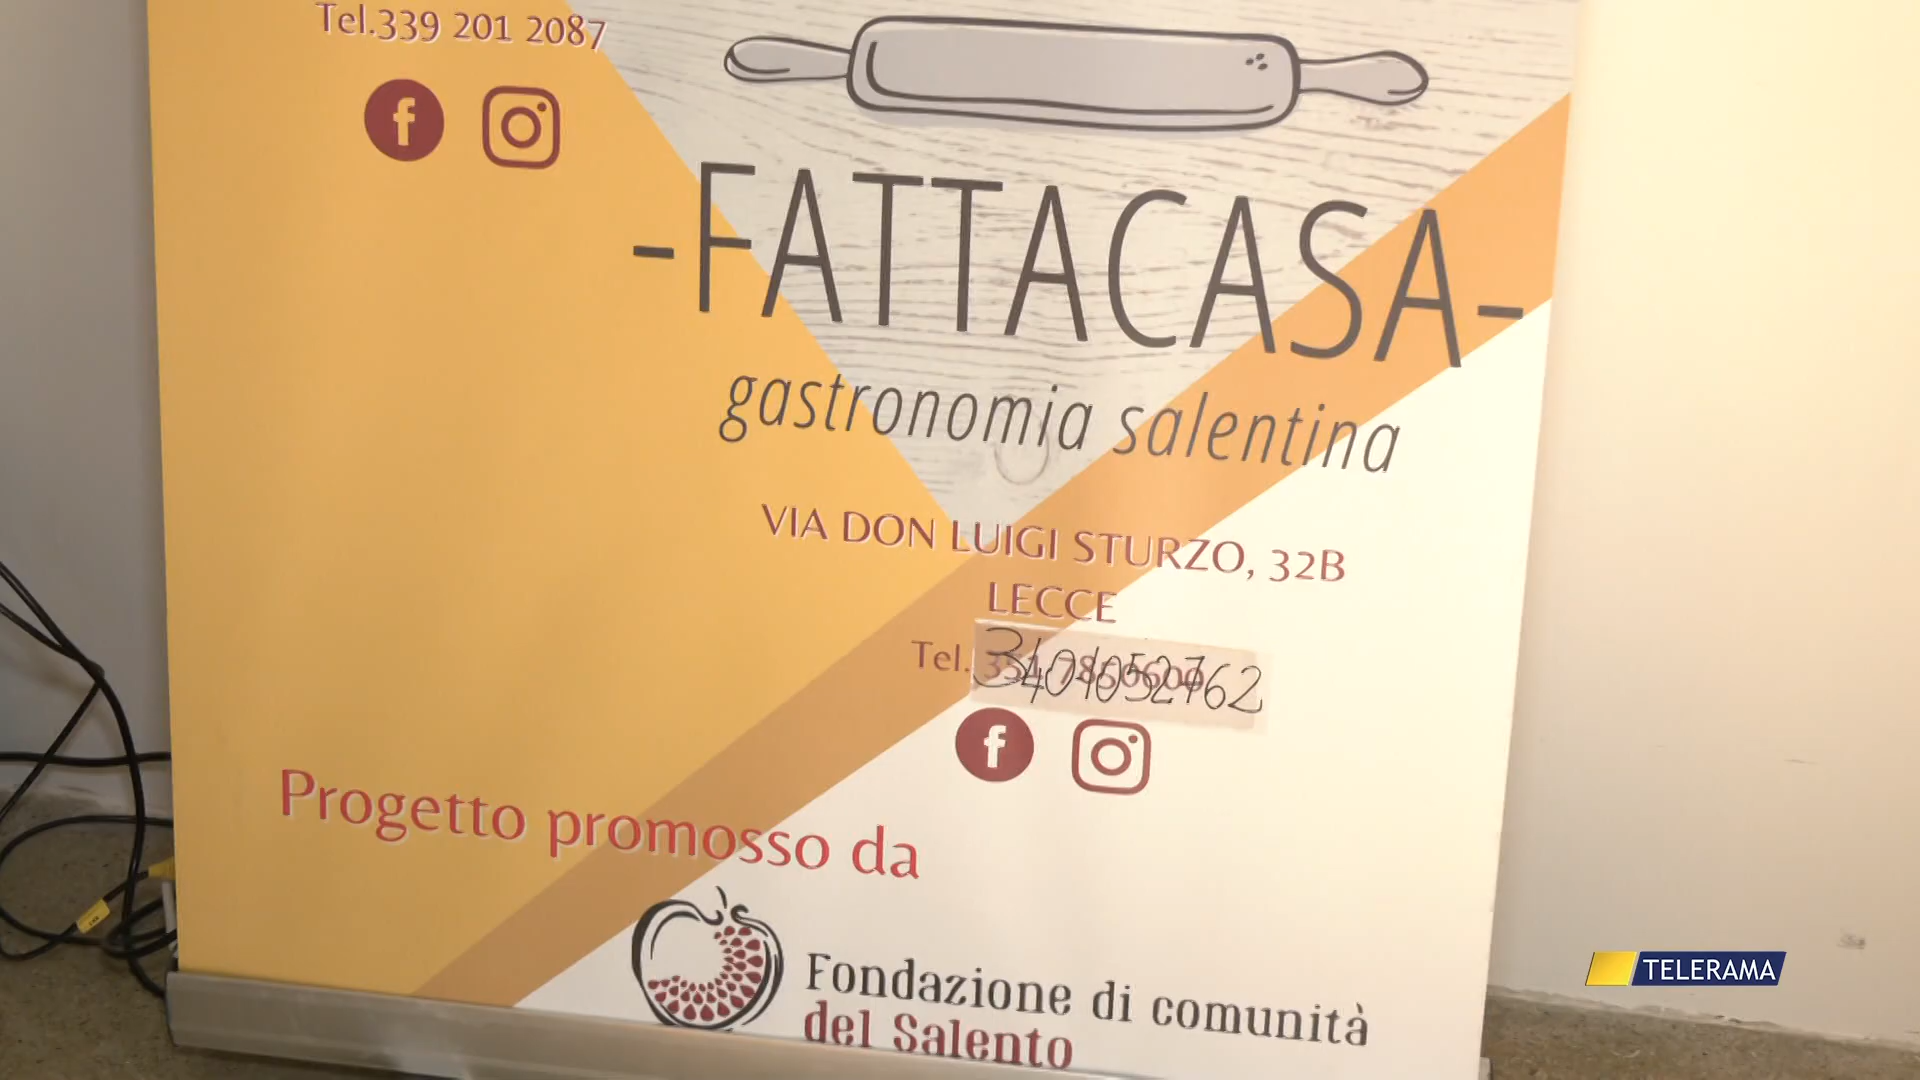 Tel.339 201 2087
-FATTACASA-
gastronomia salentina
VIA DON LUIGI STURZO, 32B
LECCE
Tel. 3401052762
Progetto promosso da
Fondazione di comunità
del Salento
TELERAMA